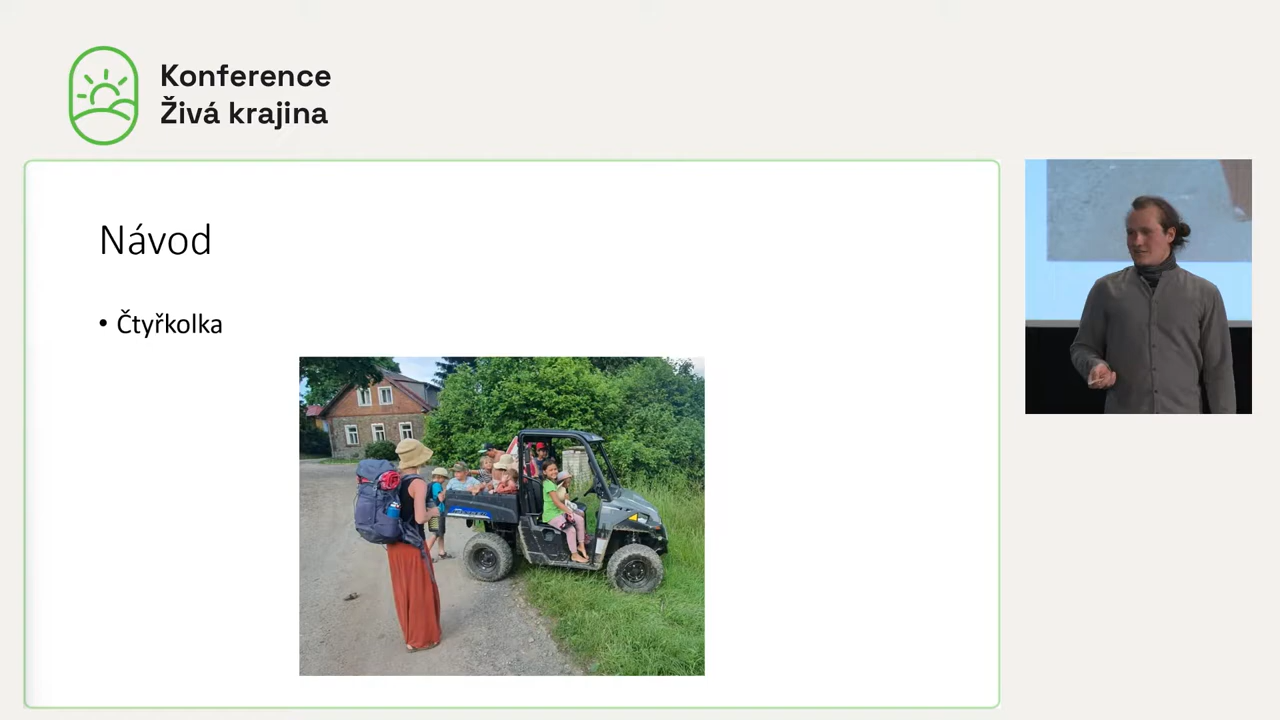 Konference
Živá krajina
Návod
• Čtyřkolka